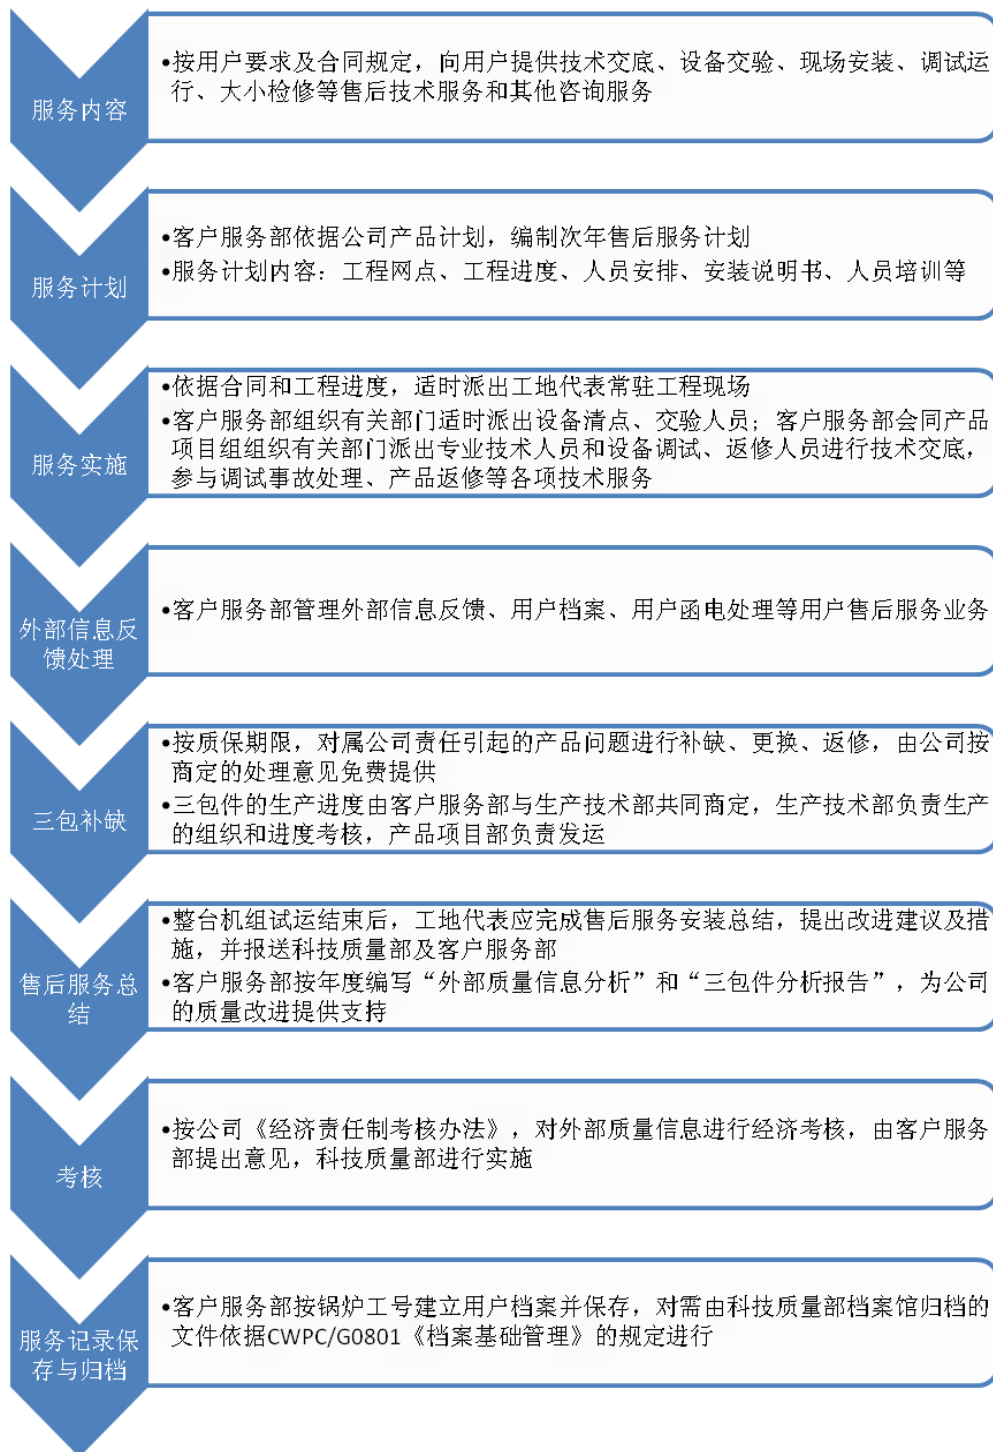 服务内容
•按用户要求及合同规定，向用户提供技术交底、设备交验、现场安装、调试运
行、大小检修等售后技术服务和其他咨询服务
服务计划
•客户服务部依据公司产品计划，编制次年售后服务计划
•服务计划内容：工程网点、工程进度、人员安排、安装说明书、人员培训等
服务实施
•依据合同和工程进度，适时派出工地代表常驻工程现场
•客户服务部组织有关部门适时派出设备清点、交验人员；客户服务部会同产品
项目组组织有关部门派出专业技术人员和设备调试、返修人员进行技术交底，
参与调试事故处理、产品返修等各项技术服务
外部信息反
馈处理
•客户服务部管理外部信息反馈、用户档案、用户函电处理等用户售后服务业务
三包补缺
•按质保期限，对属公司责任引起的产品问题进行补缺、更换、返修，由公司按
商定的处理意见免费提供
•三包件的生产进度由客户服务部与生产技术部共同商定，生产技术部负责生产
的组织和进度考核，产品项目部负责发运
售后服务总
结
•整台机组试运结束后，工地代表应完成售后服务安装总结，提出改进建议及措
施，并报送科技质量部及客户服务部
•客户服务部按年度编写“外部质量信息分析”和“三包件分析报告”，为公司
的质量改进提供支持
考核
•按公司《经济责任制考核办法》，对外部质量信息进行经济考核，由客户服务
部提出意见，科技质量部进行实施
服务记录保
存与归档
•客户服务部按锅炉工号建立用户档案并保存，对需由科技质量部档案馆归档的
文件依据CWPC/G0801《档案基础管理》的规定进行